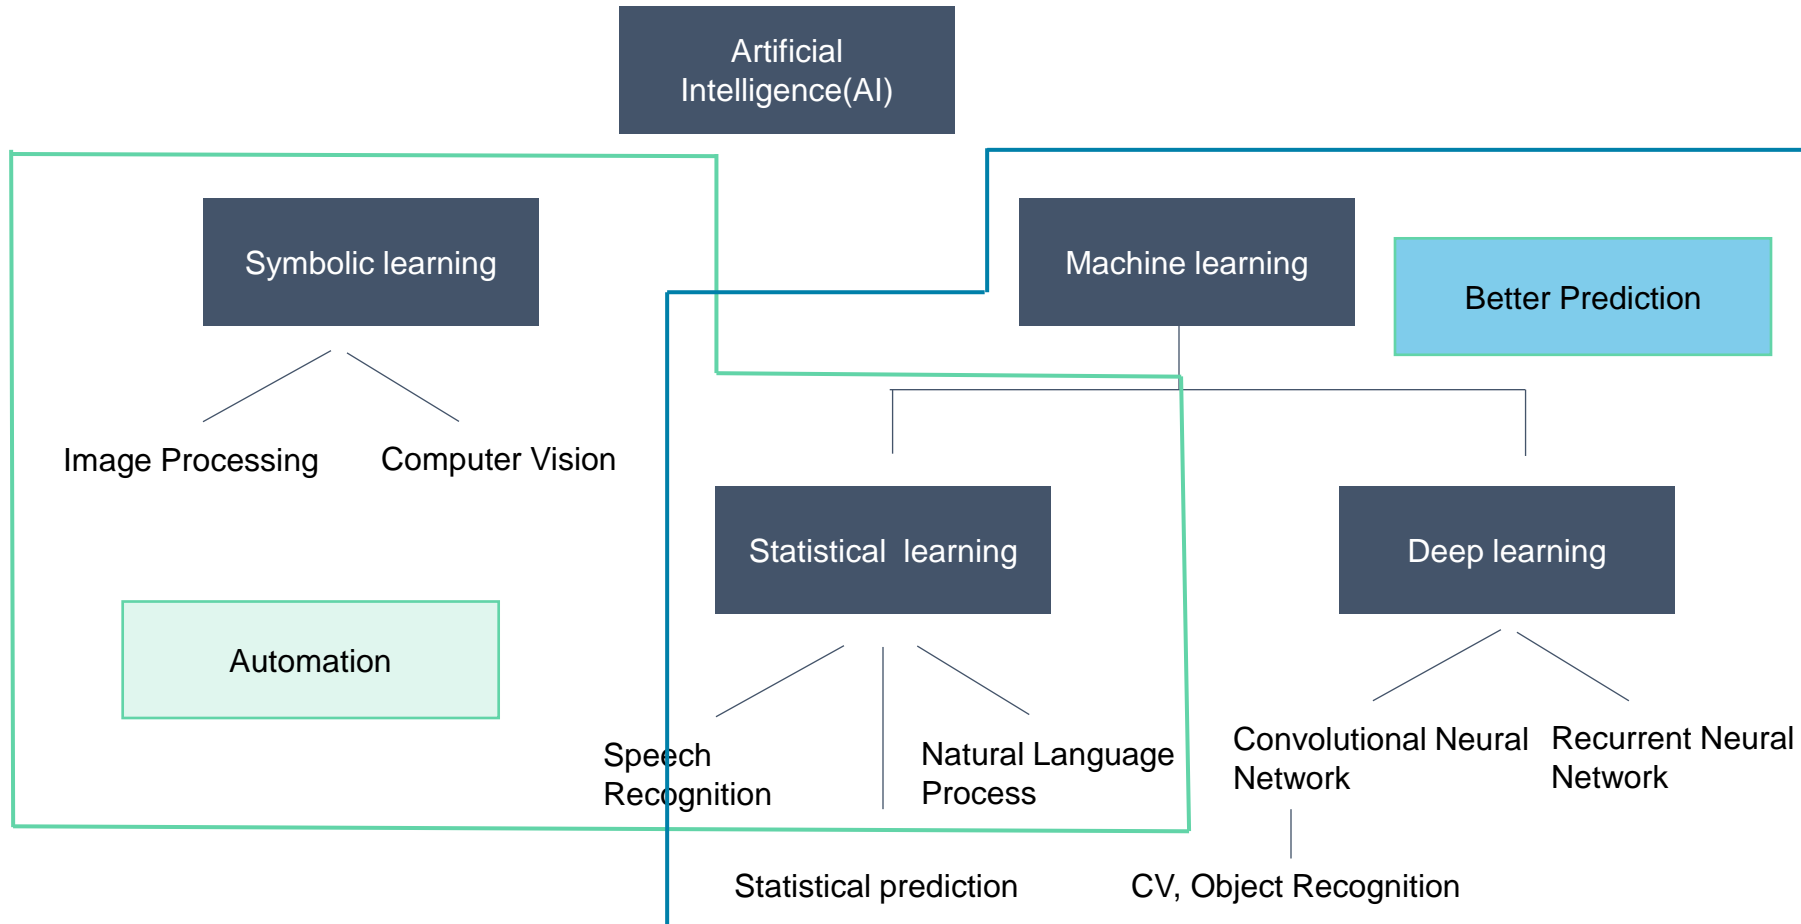 Artificial
Intelligence(AI)
Symbolic learning
Machine learning
Better Prediction
Image Processing
Computer Vision
Statistical  learning
Deep learning
Automation
Speech
Recognition
Natural Language
Process
Convolutional Neural
Network
Recurrent Neural
Network
Statistical prediction
CV, Object Recognition